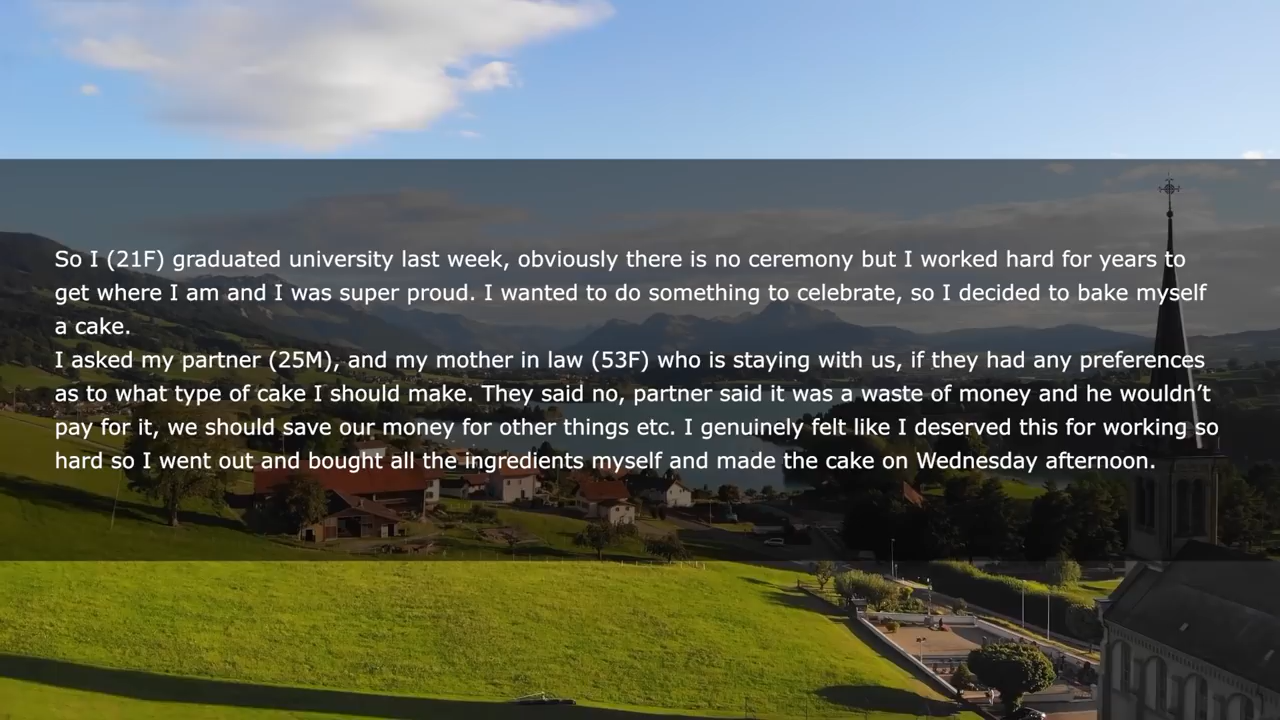 So I (21F) graduated university last week, obviously there is no ceremony but I worked hard for years to
get where I am and I was super proud. I wanted to do something to celebrate, so I decided to bake myself
a cake.
I asked my partner (25M), and my mother in law (53F) who is staying with us, if they had any preferences
as to what type of cake I should make. They said no, partner said it was a waste of money and he wouldn’t
pay for it, we should save our money for other things etc. I genuinely felt like I deserved this for working so
hard so I went out and bought all the ingredients myself and made the cake on Wednesday afternoon.